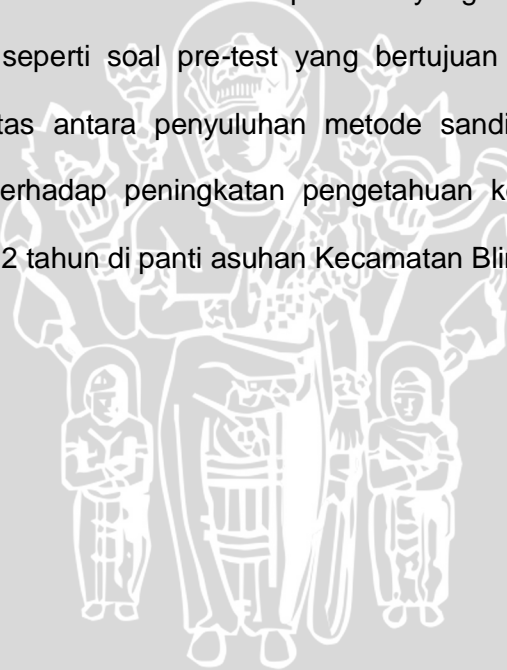 seperti soal pre-test yang bertujuan
tas antara penyuluhan metode sandi
erhadap peningkatan pengetahuan k
2 tahun di panti asuhan Kecamatan Bli